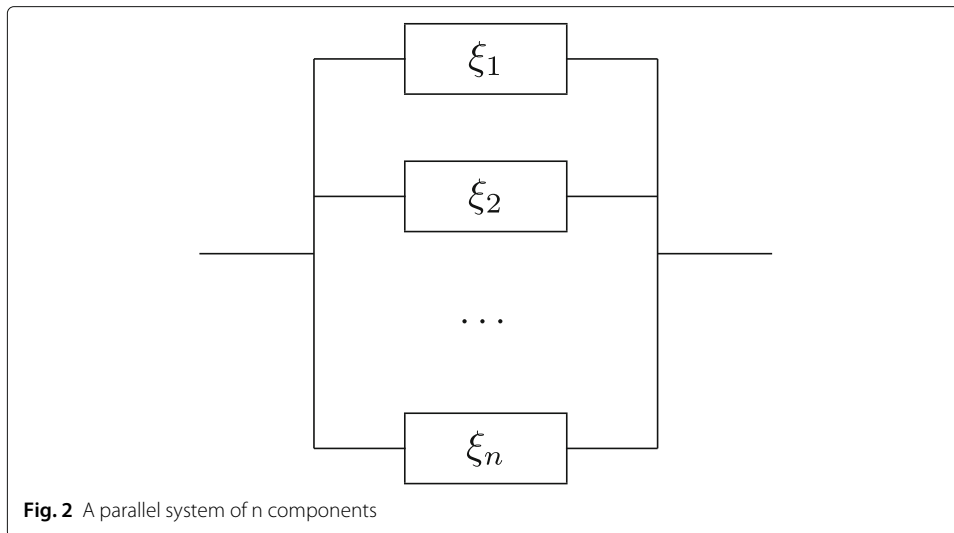 ξ₁
ξ₂
...
ξₙ
Fig. 2 A parallel system of n components